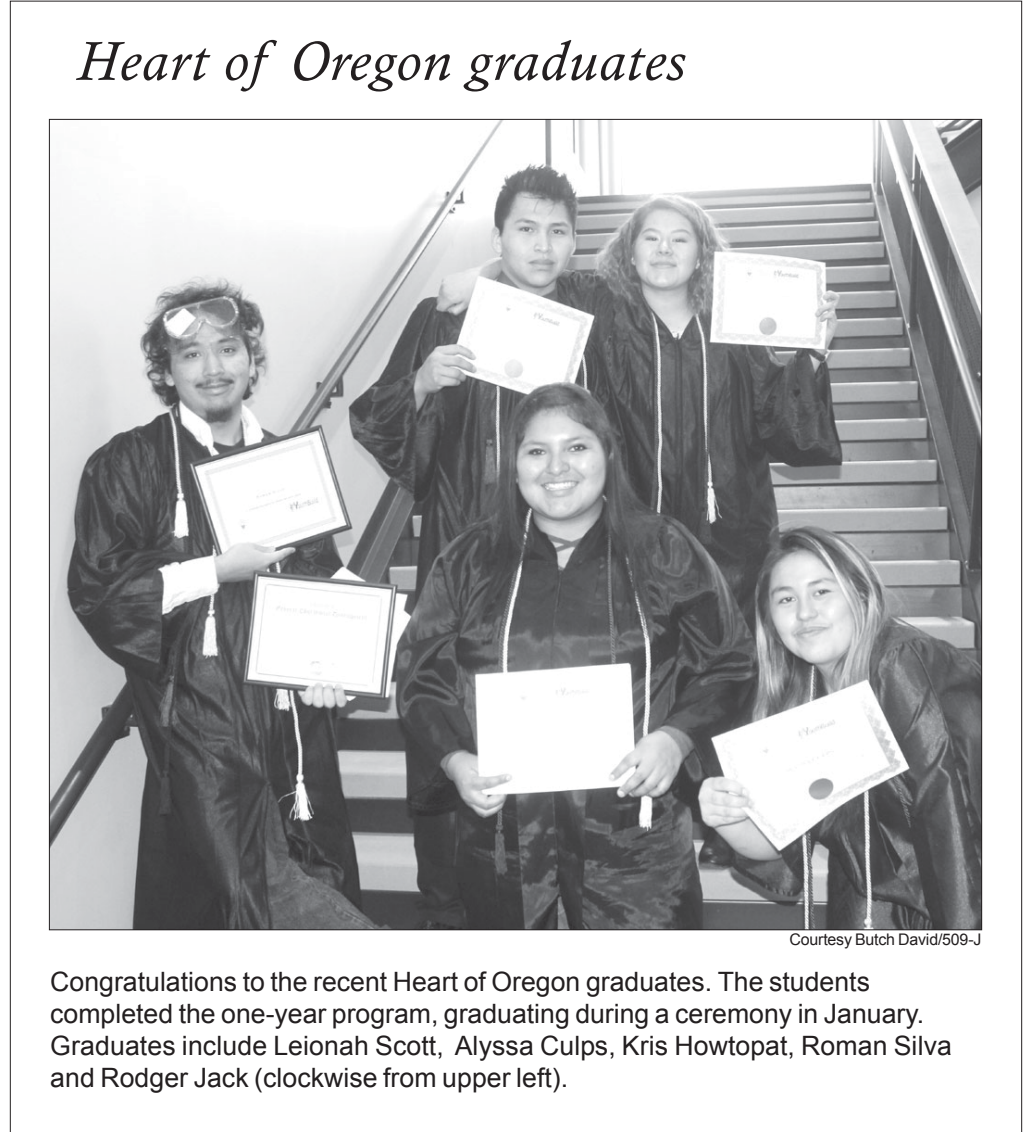 Heart of Oregon graduates
Courtesy Butch David/509-J
Congratulations to the recent Heart of Oregon graduates. The students
completed the one-year program, graduating during a ceremony in January.
Graduates include Leionah Scott, Alyssa Culps, Kris Howtopat, Roman Silva
and Rodger Jack (clockwise from upper left).